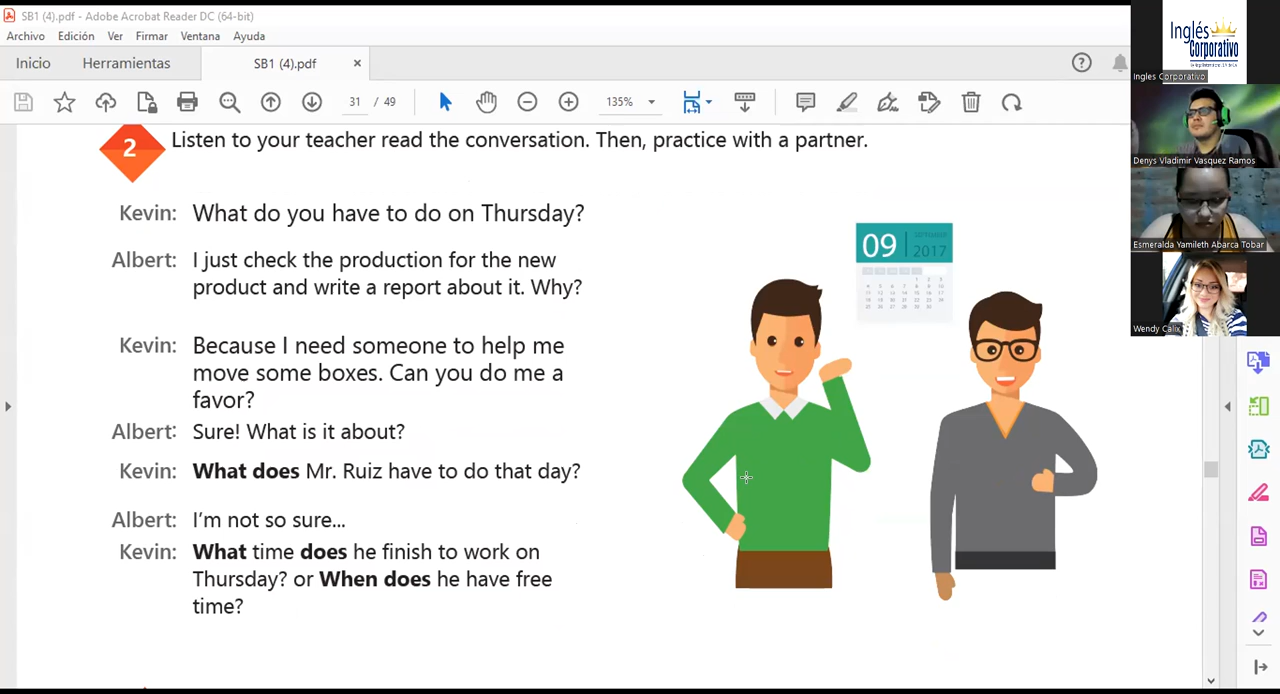 SB1 (4).pdf - Adobe Acrobat Reader DC (64-bit)
Archivo Edición Ver Firmar Ventana Ayuda
Inicio Herramientas SB1 (4).pdf ×
31 / 49 135%
2 Listen to your teacher read the conversation. Then, practice with a partner.
Kevin: What do you have to do on Thursday?
Albert: I just check the production for the new
product and write a report about it. Why?
Kevin: Because I need someone to help me
move some boxes. Can you do me a
favor?
Albert: Sure! What is it about?
Kevin: What does Mr. Ruiz have to do that day?
Albert: I'm not so sure...
Kevin: What time does he finish to work on
Thursday? or When does he have free
time?
09 SEPTEMBER
2017
Inglés
Corporativo
Ingles Corporativo
Denys Vladimir Vasquez Ramos
Esmeralda Yamileth Abarca Tobar
Wendy Calix